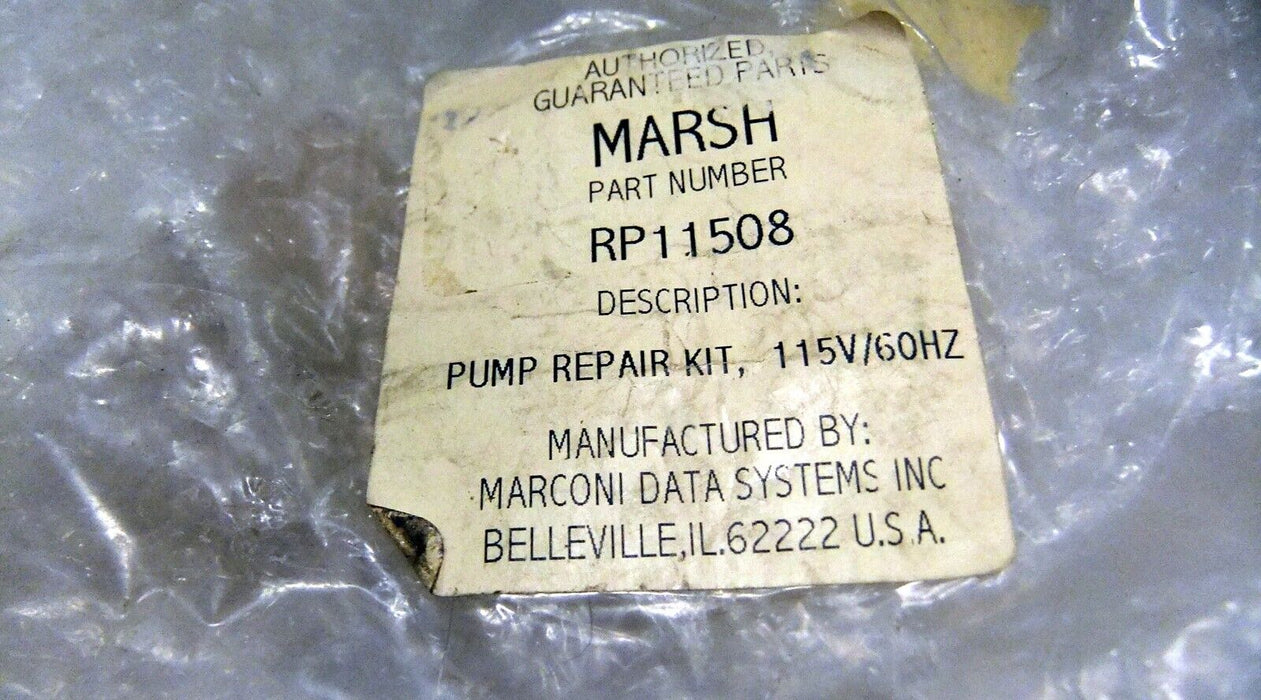 AUTHORIZED,
GUARANTEED PARTS
MARSH
PART NUMBER
RP11508
DESCRIPTION:
PUMP REPAIR KIT, 115V/60HZ
MANUFACTURED BY:
MARCONI DATA SYSTEMS INC
BELLEVILLE,IL.62222 U.S.A.